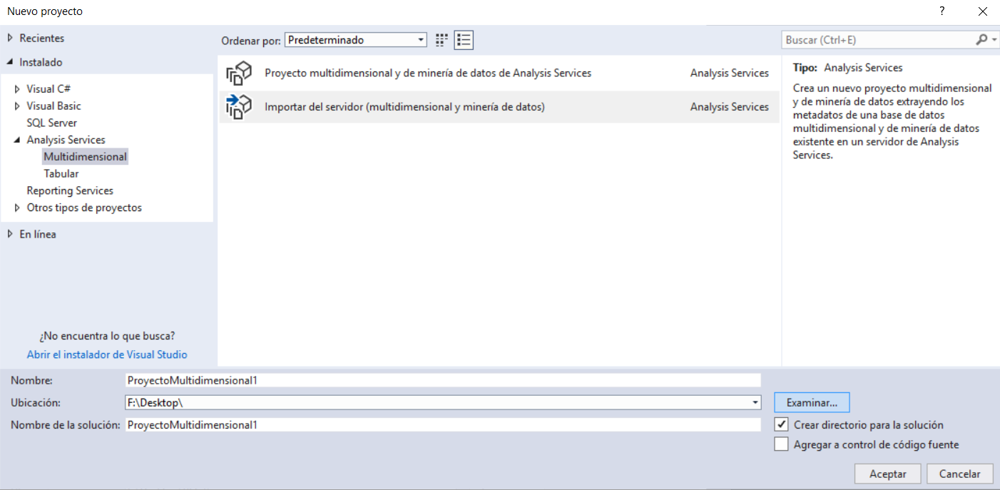 Nuevo proyecto
?
Recientes
Instalado
Visual C#
Visual Basic
SQL Server
Analysis Services
Multidimensional
Tabular
Reporting Services
Otros tipos de proyectos
En línea
¿No encuentra lo que busca?
Abrir el instalador de Visual Studio
Ordenar por: Predeterminado
Proyecto multidimensional y de minería de datos de Analysis Services Analysis Services
Importar del servidor (multidimensional y minería de datos) Analysis Services
Buscar (Ctrl+E)
Tipo: Analysis Services
Crea un nuevo proyecto multidimensional
y de minería de datos extrayendo los
metadatos de una base de datos
multidimensional y de minería de datos
existente en un servidor de Analysis
Services.
Nombre: ProyectoMultidimensional1
Ubicación: F:\Desktop\
Examinar...
Nombre de la solución: ProyectoMultidimensional1
Crear directorio para la solución
Agregar a control de código fuente
Aceptar Cancelar